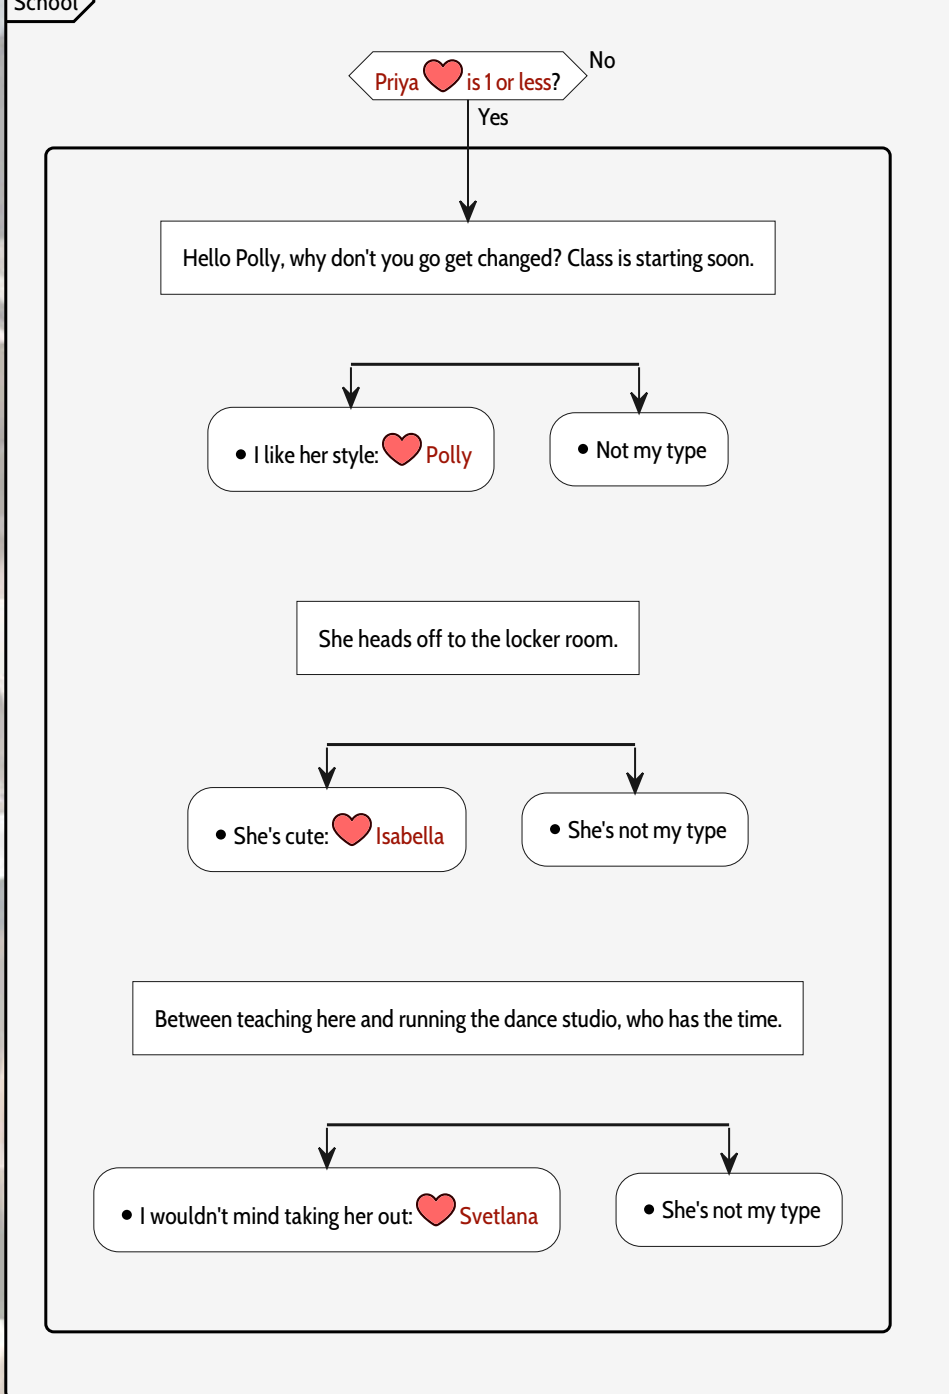 School
Priya is 1 or less?
No
Yes
Hello Polly, why don't you go get changed? Class is starting soon.
• I like her style: Polly
• Not my type
She heads off to the locker room.
• She's cute: Isabella
• She's not my type
Between teaching here and running the dance studio, who has the time.
• I wouldn't mind taking her out: Svetlana
• She's not my type